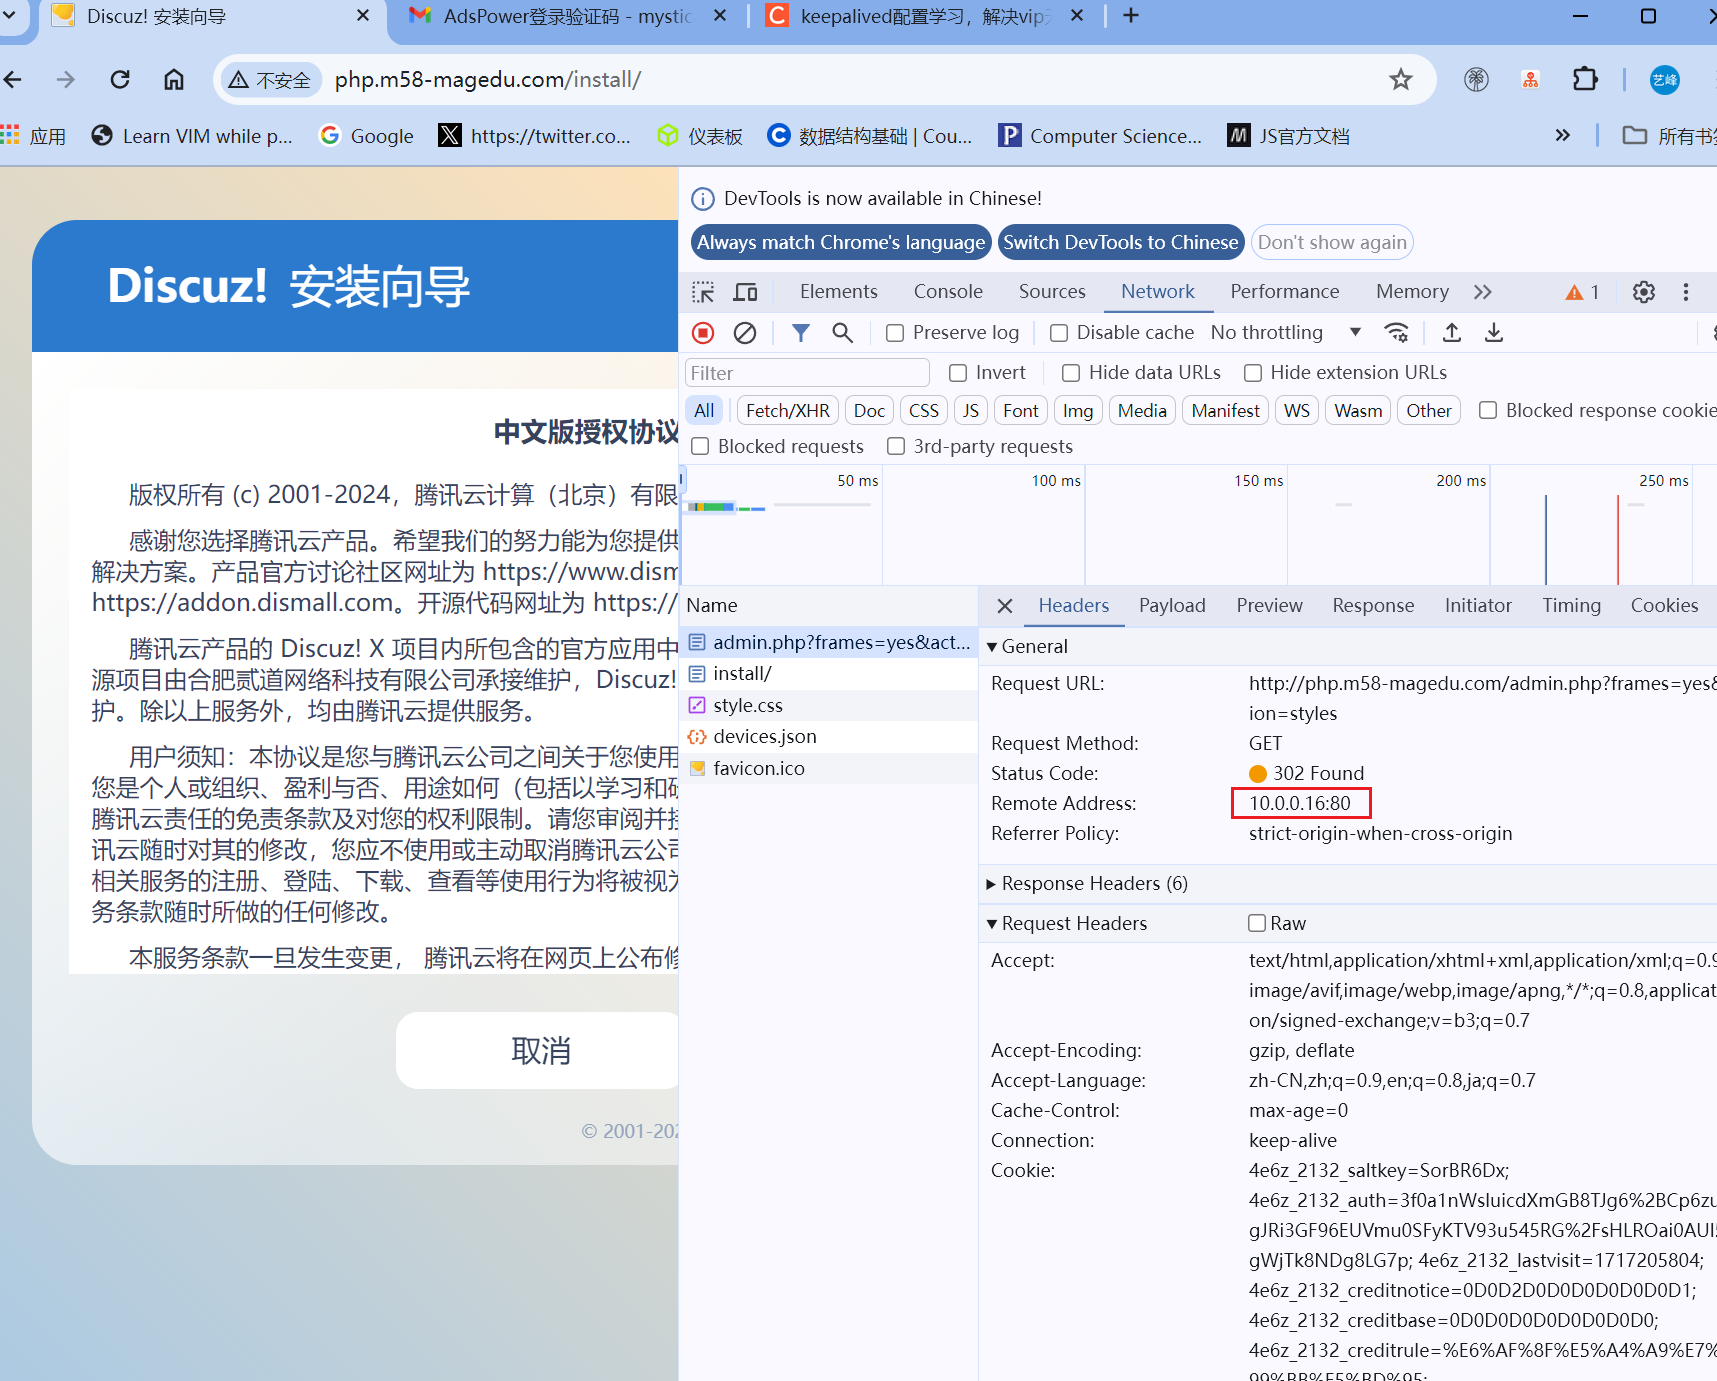 Discuz! 安装向导
AdsPower登录验证码 - mystic
keepalived配置学习，解决vip无
不安全
php.m58-magedu.com/install/
艺峰
应用
Learn VIM while p...
Google
https://twitter.co...
仪表板
数据结构基础 | Cou...
Computer Science...
JS官方文档
所有书签
Discuz! 安装向导
中文版授权协议
版权所有 (c) 2001-2024，腾讯云计算（北京）有限
感谢您选择腾讯云产品。希望我们的努力能为您提供
解决方案。产品官方讨论社区网址为 https://www.dism
https://addon.dismall.com。开源代码网址为 https://
腾讯云产品的 Discuz! X 项目内所包含的官方应用中
源项目由合肥贰道网络科技有限公司承接维护，Discuz!
护。除以上服务外，均由腾讯云提供服务。
用户须知：本协议是您与腾讯云公司之间关于您使用
您是个人或组织、盈利与否、用途如何（包括以学习和研
腾讯云责任的免责条款及对您的权利限制。请您审阅并接
讯云随时对其的修改，您应不使用或主动取消腾讯云公司
相关服务的注册、登陆、下载、查看等使用行为将被视为
务条款随时所做的任何修改。
本服务条款一旦发生变更， 腾讯云将在网页上公布修
取消
© 2001-202
DevTools is now available in Chinese!
Always match Chrome's language
Switch DevTools to Chinese
Don't show again
Elements
Console
Sources
Network
Performance
Memory
1
Preserve log
Disable cache
No throttling
Filter
Invert
Hide data URLs
Hide extension URLs
All
Fetch/XHR
Doc
CSS
JS
Font
Img
Media
Manifest
WS
Wasm
Other
Blocked response cookie
Blocked requests
3rd-party requests
50 ms
100 ms
150 ms
200 ms
250 ms
Name
admin.php?frames=yes&act...
install/
style.css
devices.json
favicon.ico
Headers
Payload
Preview
Response
Initiator
Timing
Cookies
General
Request URL:
http://php.m58-magedu.com/admin.php?frames=yes&
ion=styles
Request Method:
GET
Status Code:
302 Found
Remote Address:
10.0.0.16:80
Referrer Policy:
strict-origin-when-cross-origin
Response Headers (6)
Request Headers
Raw
Accept:
text/html,application/xhtml+xml,application/xml;q=0.9
image/avif,image/webp,image/apng,*/*;q=0.8,applicat
on/signed-exchange;v=b3;q=0.7
Accept-Encoding:
gzip, deflate
Accept-Language:
zh-CN,zh;q=0.9,en;q=0.8,ja;q=0.7
Cache-Control:
max-age=0
Connection:
keep-alive
Cookie:
4e6z_2132_saltkey=SorBR6Dx;
4e6z_2132_auth=3f0a1nWsluicdXmGB8TJg6%2BCp6zu
gJRi3GF96EUVmu0SFyKTV93u545RG%2FsHLROai0AUI
gWjTk8NDg8LG7p; 4e6z_2132_lastvisit=1717205804;
4e6z_2132_creditnotice=0D0D2D0D0D0D0D0D0D1;
4e6z_2132_creditbase=0D0D0D0D0D0D0D0D0;
4e6z_2132_creditrule=%E6%AF%8F%E5%A4%A9%E7%
99%BB%E5%BD%95;